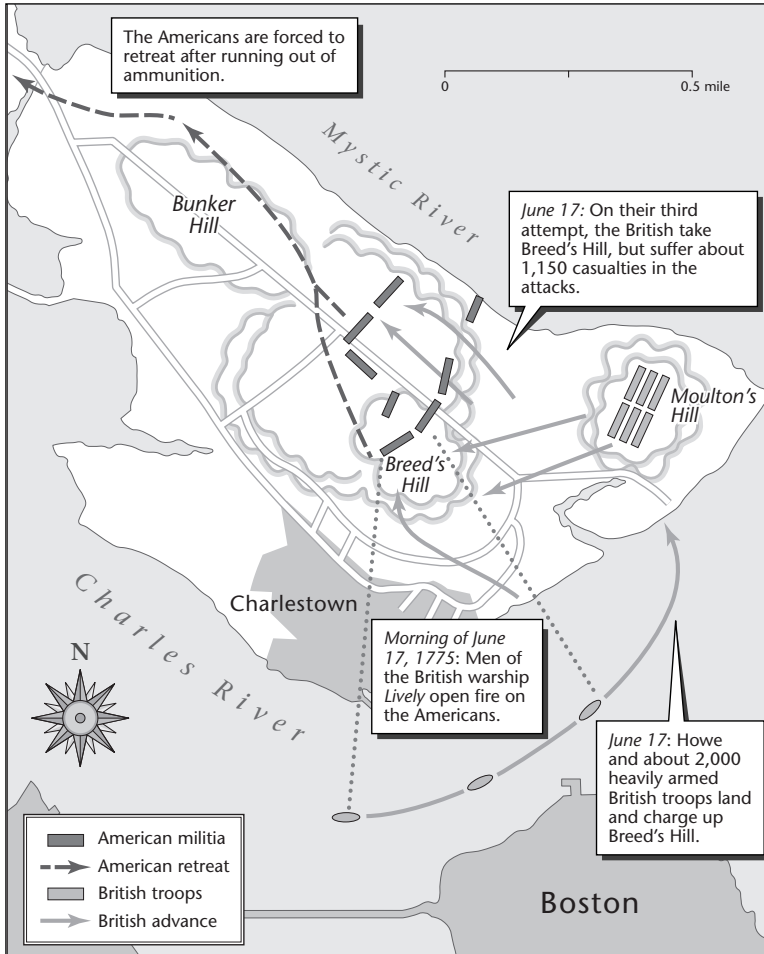 The Americans are forced to
retreat after running out of
ammunition.
0
0.5 mile
Mystic River
Bunker
Hill
June 17: On their third
attempt, the British take
Breed's Hill, but suffer about
1,150 casualties in the
attacks.
Moulton's
Hill
Breed's
Hill
Charlestown
Charles River
N
Morning of June
17, 1775: Men of
the British warship
Lively open fire on
the Americans.
June 17: Howe
and about 2,000
heavily armed
British troops land
and charge up
Breed's Hill.
American militia
American retreat
British troops
British advance
Boston